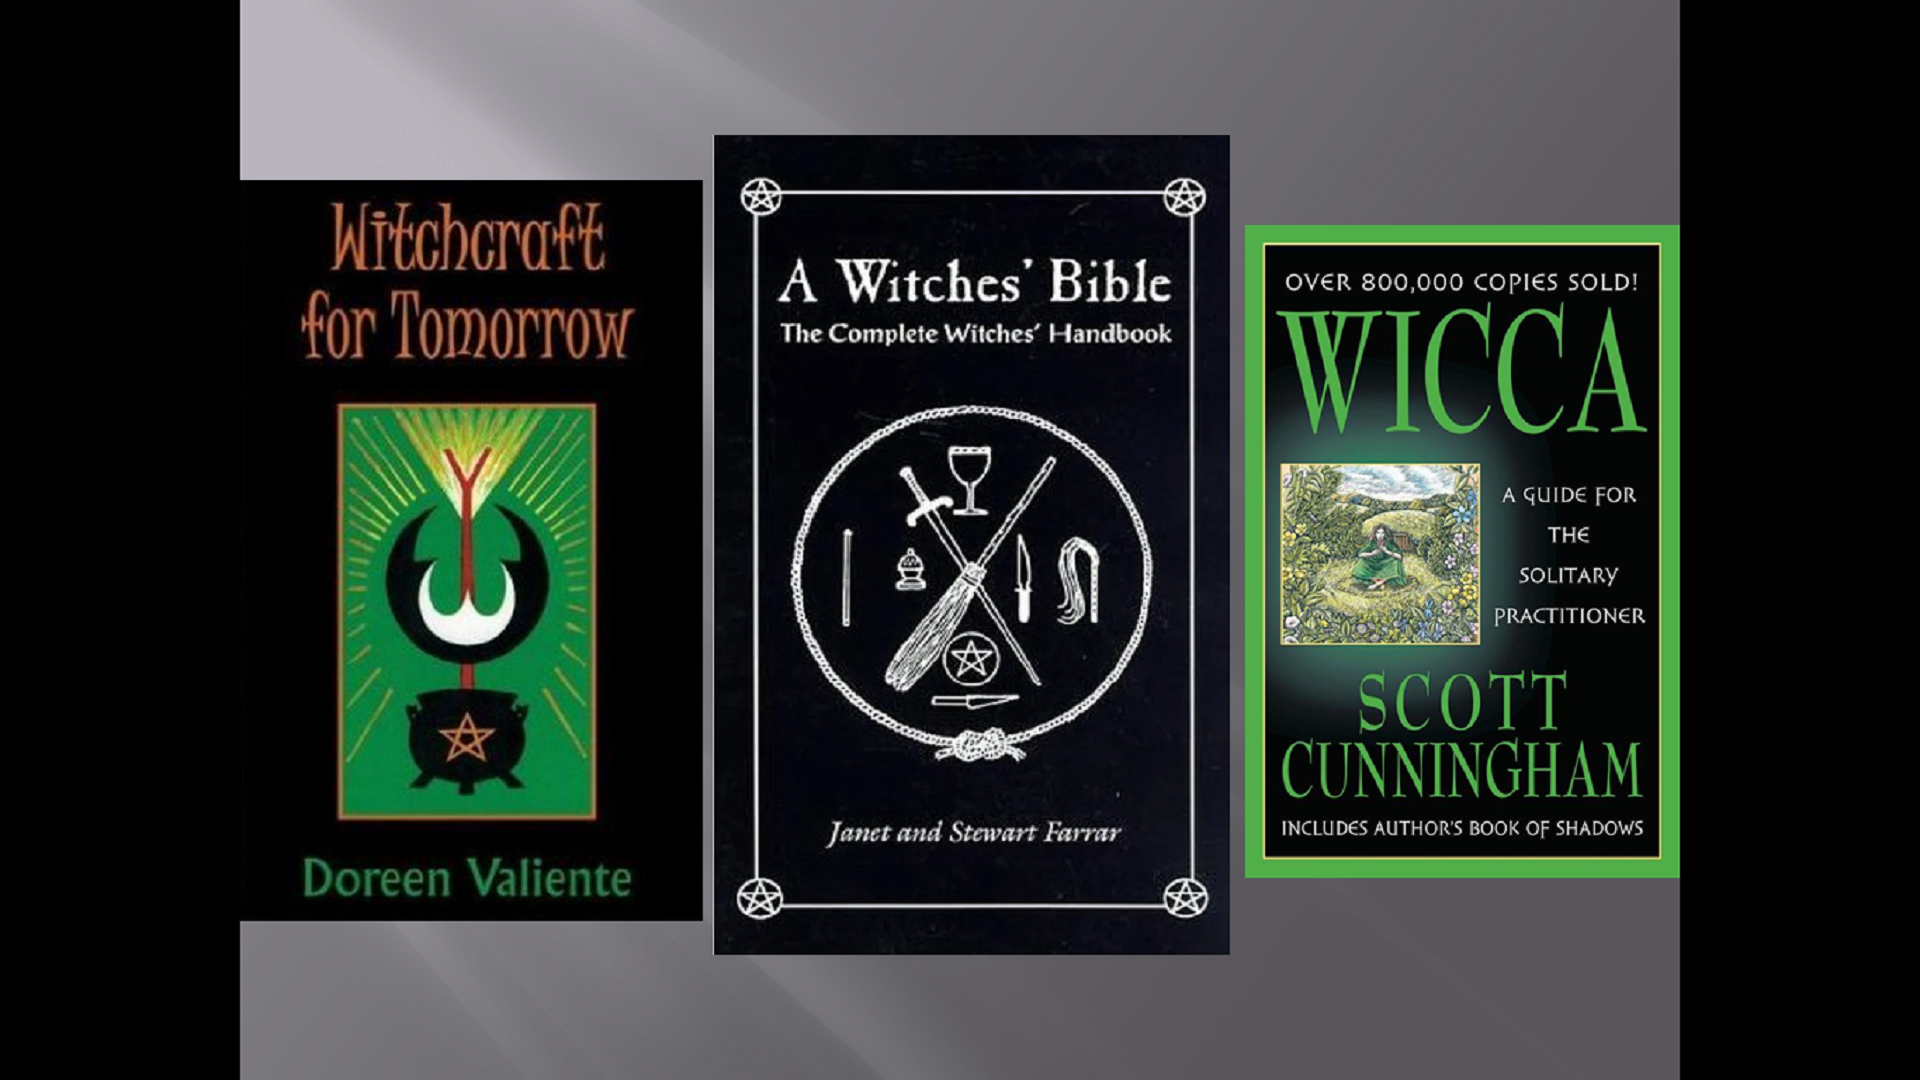 Witchcraft
for Tomorrow
Doreen Valiente
A Witches' Bible
The Complete Witches' Handbook
Janet and Stewart Farrar
OVER 800,000 COPIES SOLD!
WICCA
A GUIDE FOR
THE
SOLITARY
PRACTITIONER
SCOTT
CUNNINGHAM
INCLUDES AUTHOR'S BOOK OF SHADOWS